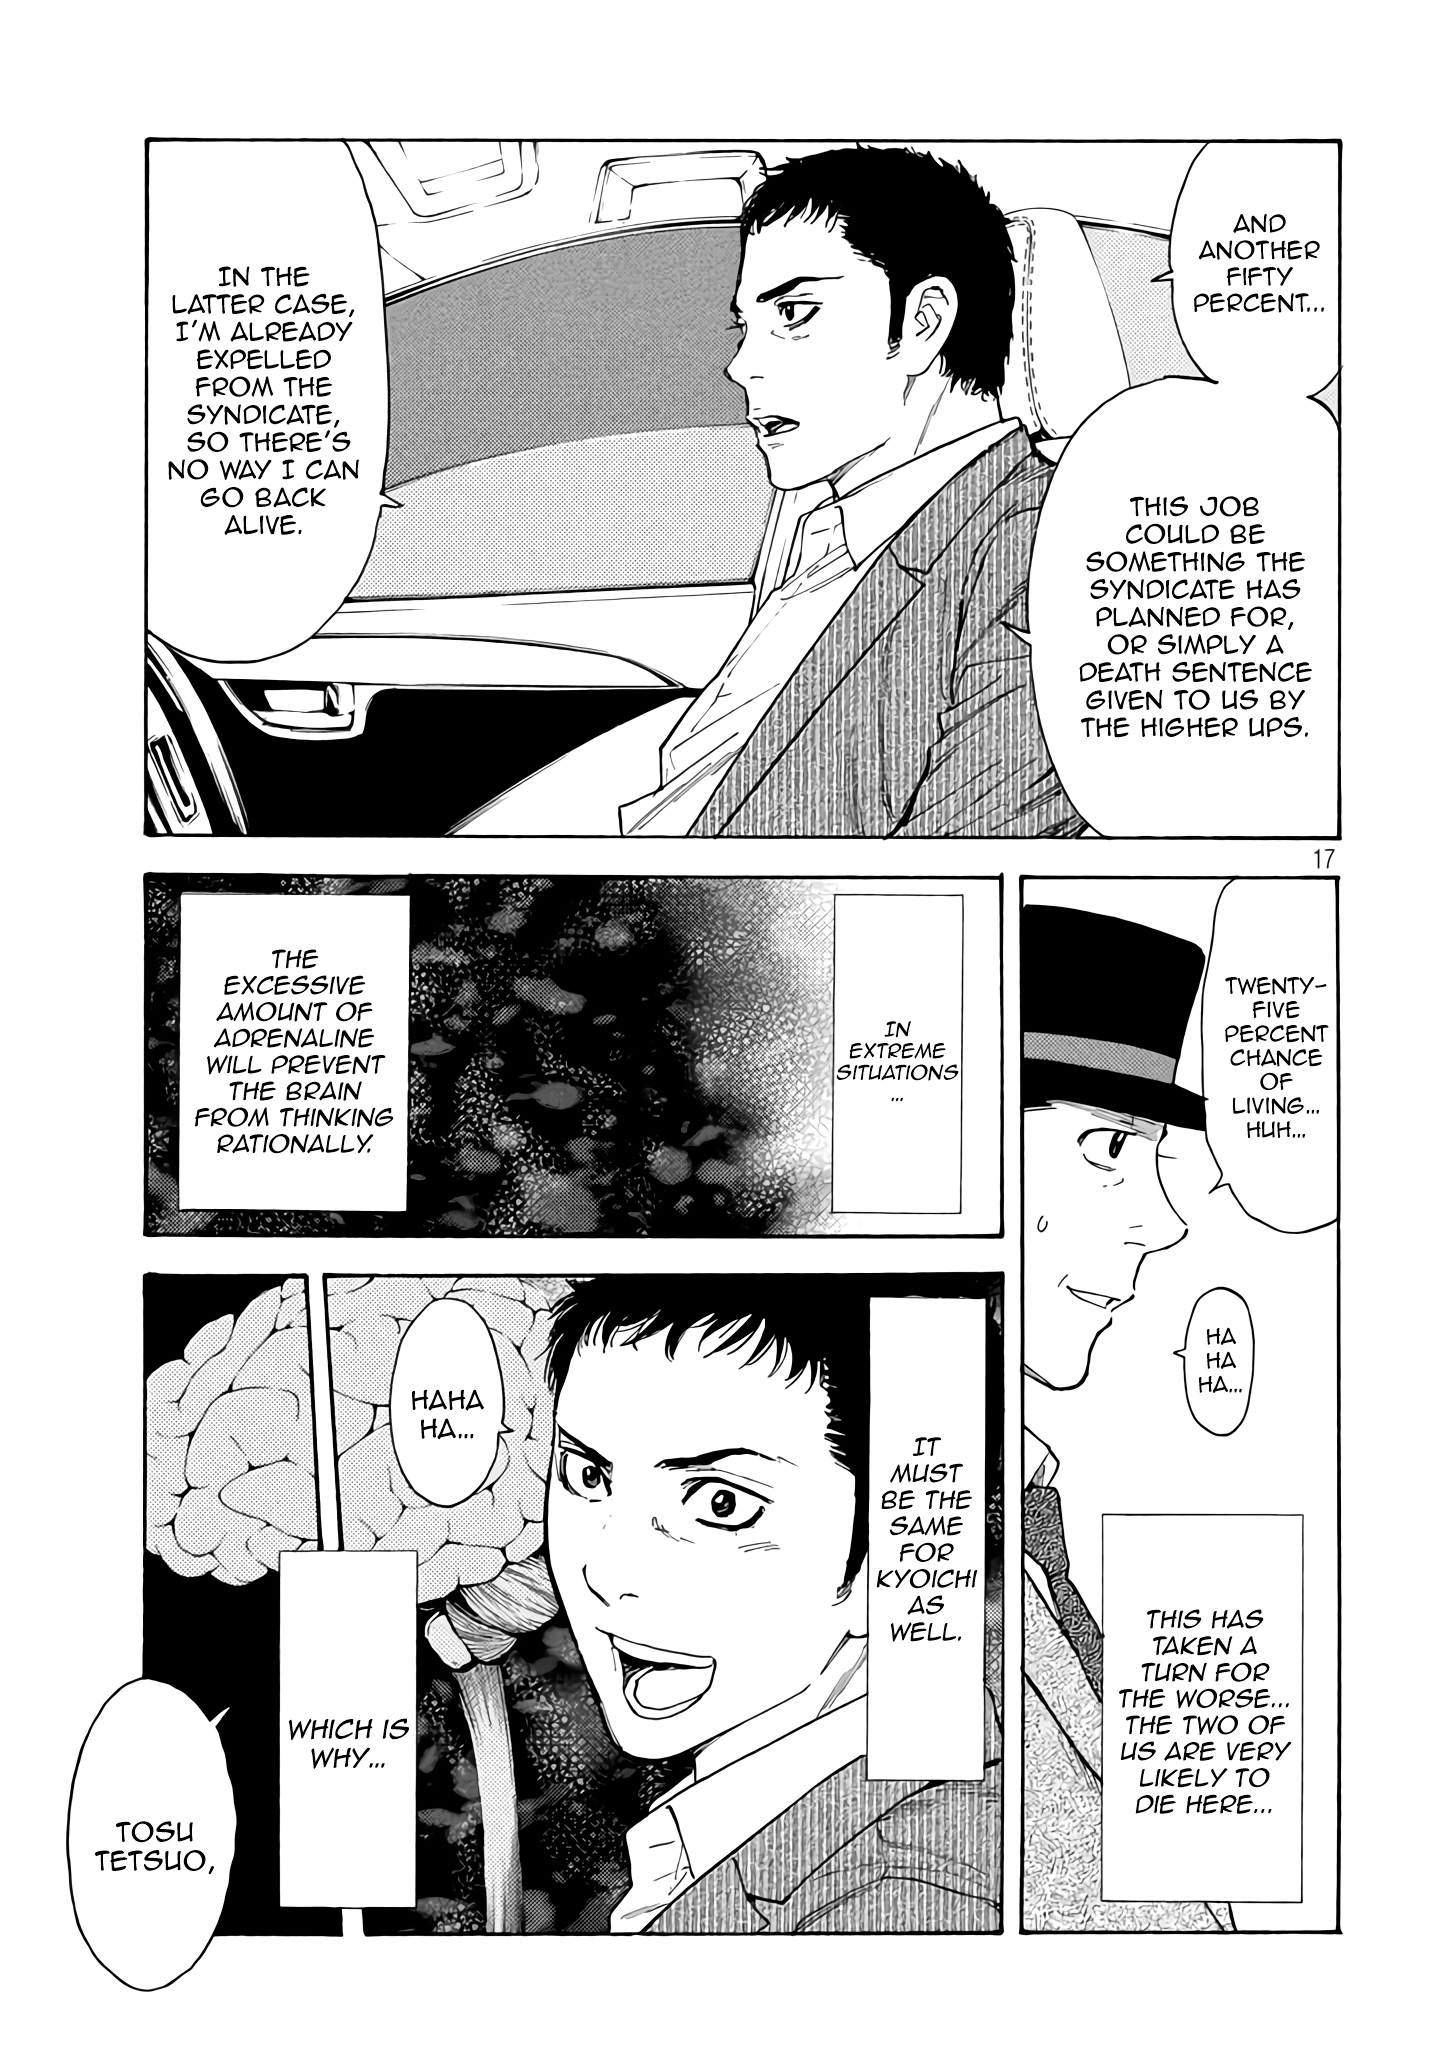 AND
ANOTHER
FIFTY
PERCENT...
THIS JOB
COULD BE
SOMETHING THE
SYNDICATE HAS
PLANNED FOR,
OR SIMPLY A
DEATH SENTENCE
GIVEN TO US BY
THE HIGHER UPS.
IN THE
LATTER CASE,
I'M ALREADY
EXPELLED
FROM THE
SYNDICATE,
SO THERE'S
NO WAY I CAN
GO BACK
ALIVE.
17
TWENTY-
FIVE
PERCENT
CHANCE
OF
LIVING...
HUH...
HA
HA
HA...
THIS HAS
TAKEN A
TURN FOR
THE WORSE...
THE TWO OF
US ARE VERY
LIKELY TO
DIE HERE...
IN
EXTREME
SITUATIONS
...
THE
EXCESSIVE
AMOUNT OF
ADRENALINE
WILL PREVENT
THE BRAIN
FROM THINKING
RATIONALLY.
IT
MUST
BE THE
SAME
FOR
KYOICHI
AS
WELL.
HAHA
HA...
WHICH IS
WHY...
TOSU
TETSUO,